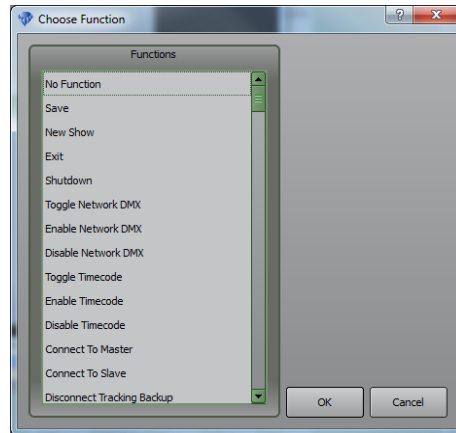 Choose Function
Functions
No Function
Save
New Show
Exit
Shutdown
Toggle Network DMX
Enable Network DMX
Disable Network DMX
Toggle Timecode
Enable Timecode
Disable Timecode
Connect To Master
Connect To Slave
Disconnect Tracking Backup
OK Cancel